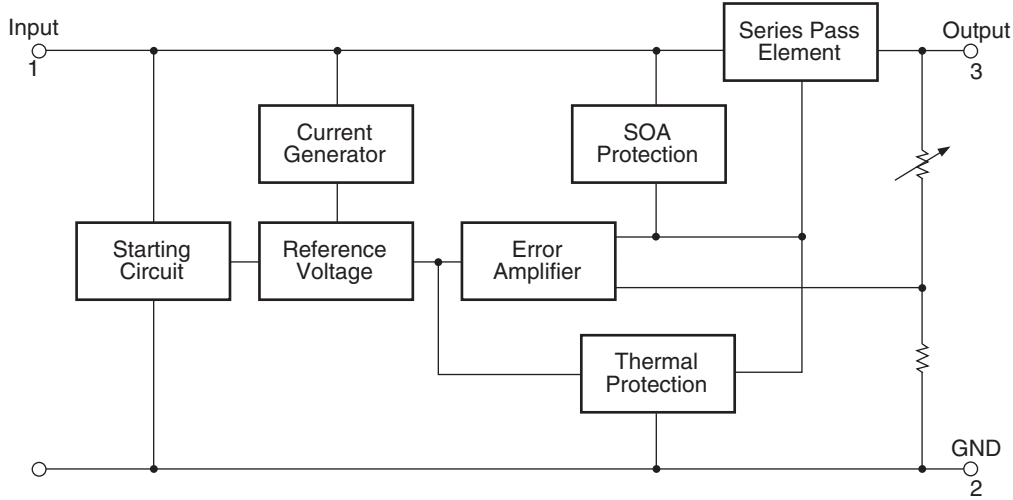 Input
1
Series Pass
Element
Output
3
Current
Generator
SOA
Protection
Starting
Circuit
Reference
Voltage
Error
Amplifier
Thermal
Protection
GND
2